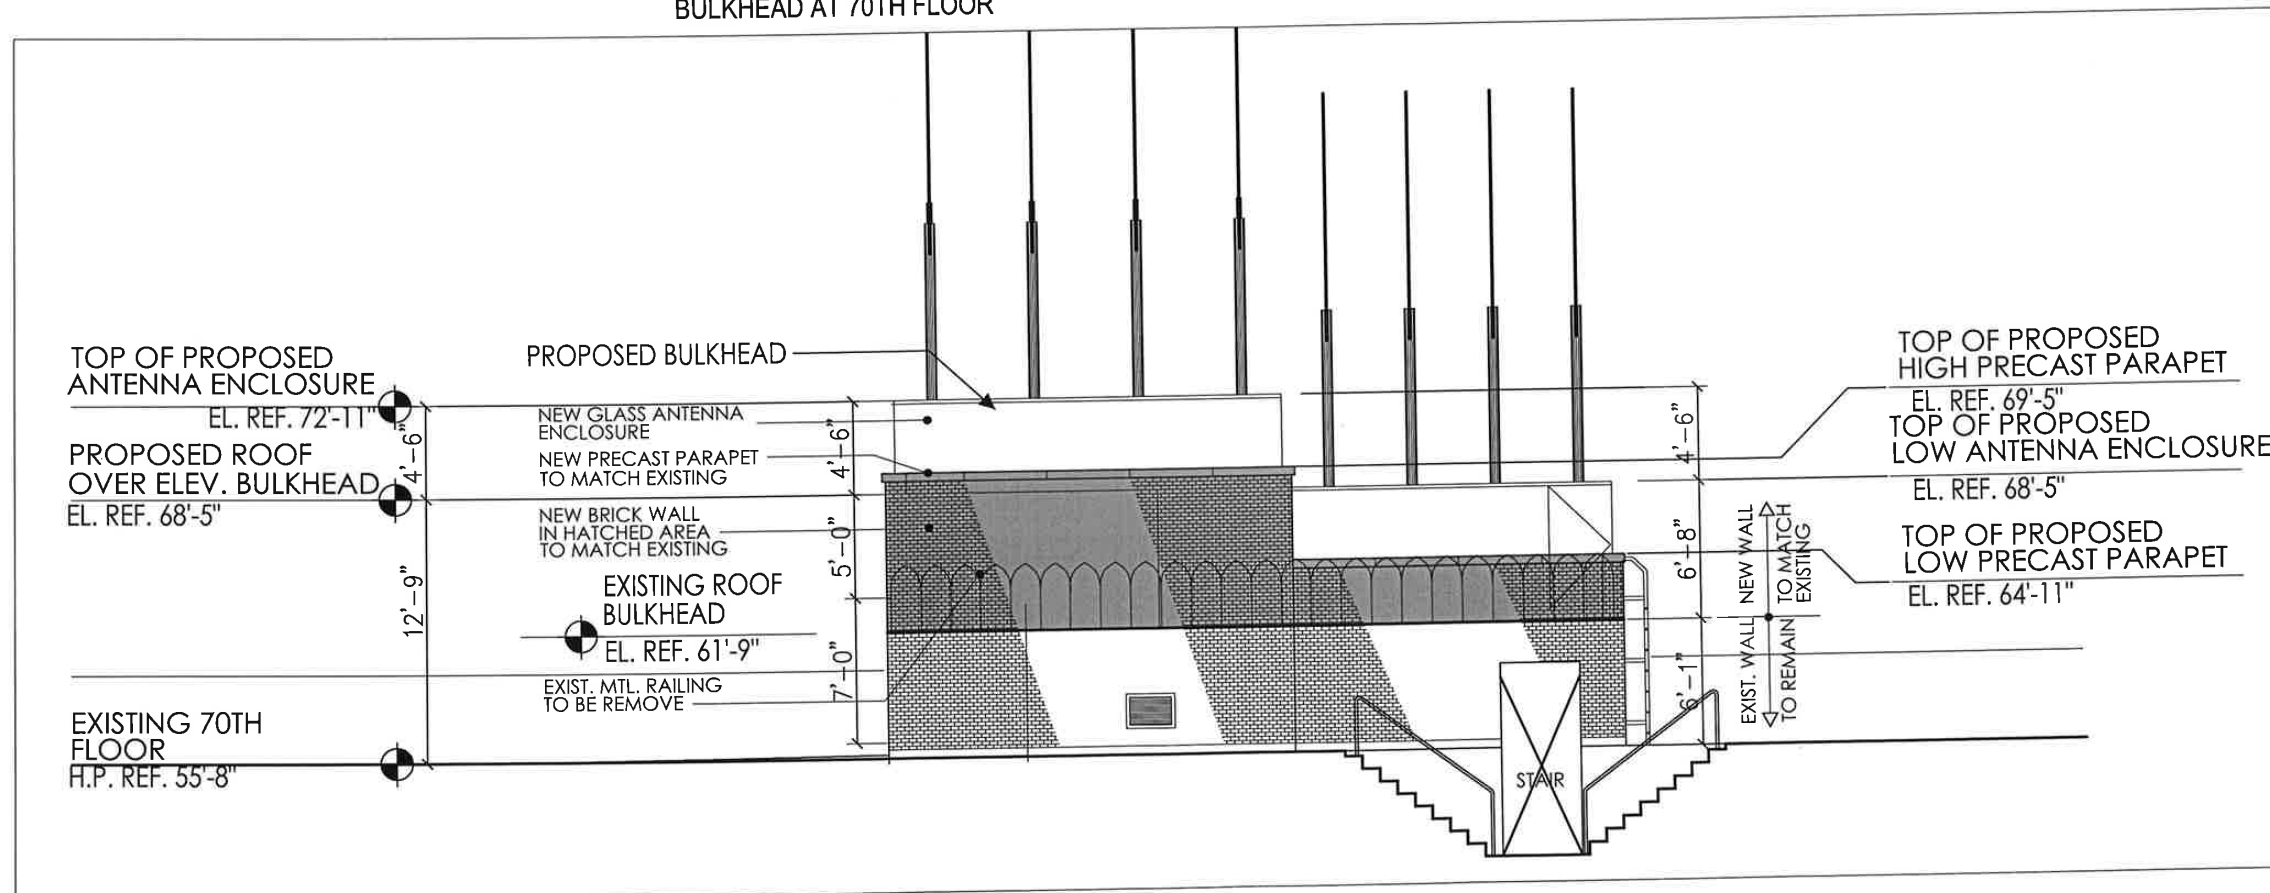 BULKHEAD AT 70TH FLOOR
TOP OF PROPOSED
ANTENNA ENCLOSURE
EL. REF. 72'-11"
PROPOSED ROOF
OVER ELEV. BULKHEAD
EL. REF. 68'-5"
4'-6"
12'-9"
EXISTING 70TH
FLOOR
H.P. REF. 55'-8"
PROPOSED BULKHEAD
NEW GLASS ANTENNA
ENCLOSURE
NEW PRECAST PARAPET
TO MATCH EXISTING
NEW BRICK WALL
IN HATCHED AREA
TO MATCH EXISTING
EXISTING ROOF
BULKHEAD
EL. REF. 61'-9"
EXIST. MTL. RAILING
TO BE REMOVE
4'-6"
5'-0"
7'-0"
STAIR
4'-6"
6'-8"
6'-1"
NEW WALL
TO MATCH
EXISTING
EXIST. WALL
TO REMAIN
TOP OF PROPOSED
HIGH PRECAST PARAPET
EL. REF. 69'-5"
TOP OF PROPOSED
LOW ANTENNA ENCLOSURE
EL. REF. 68'-5"
TOP OF PROPOSED
LOW PRECAST PARAPET
EL. REF. 64'-11"